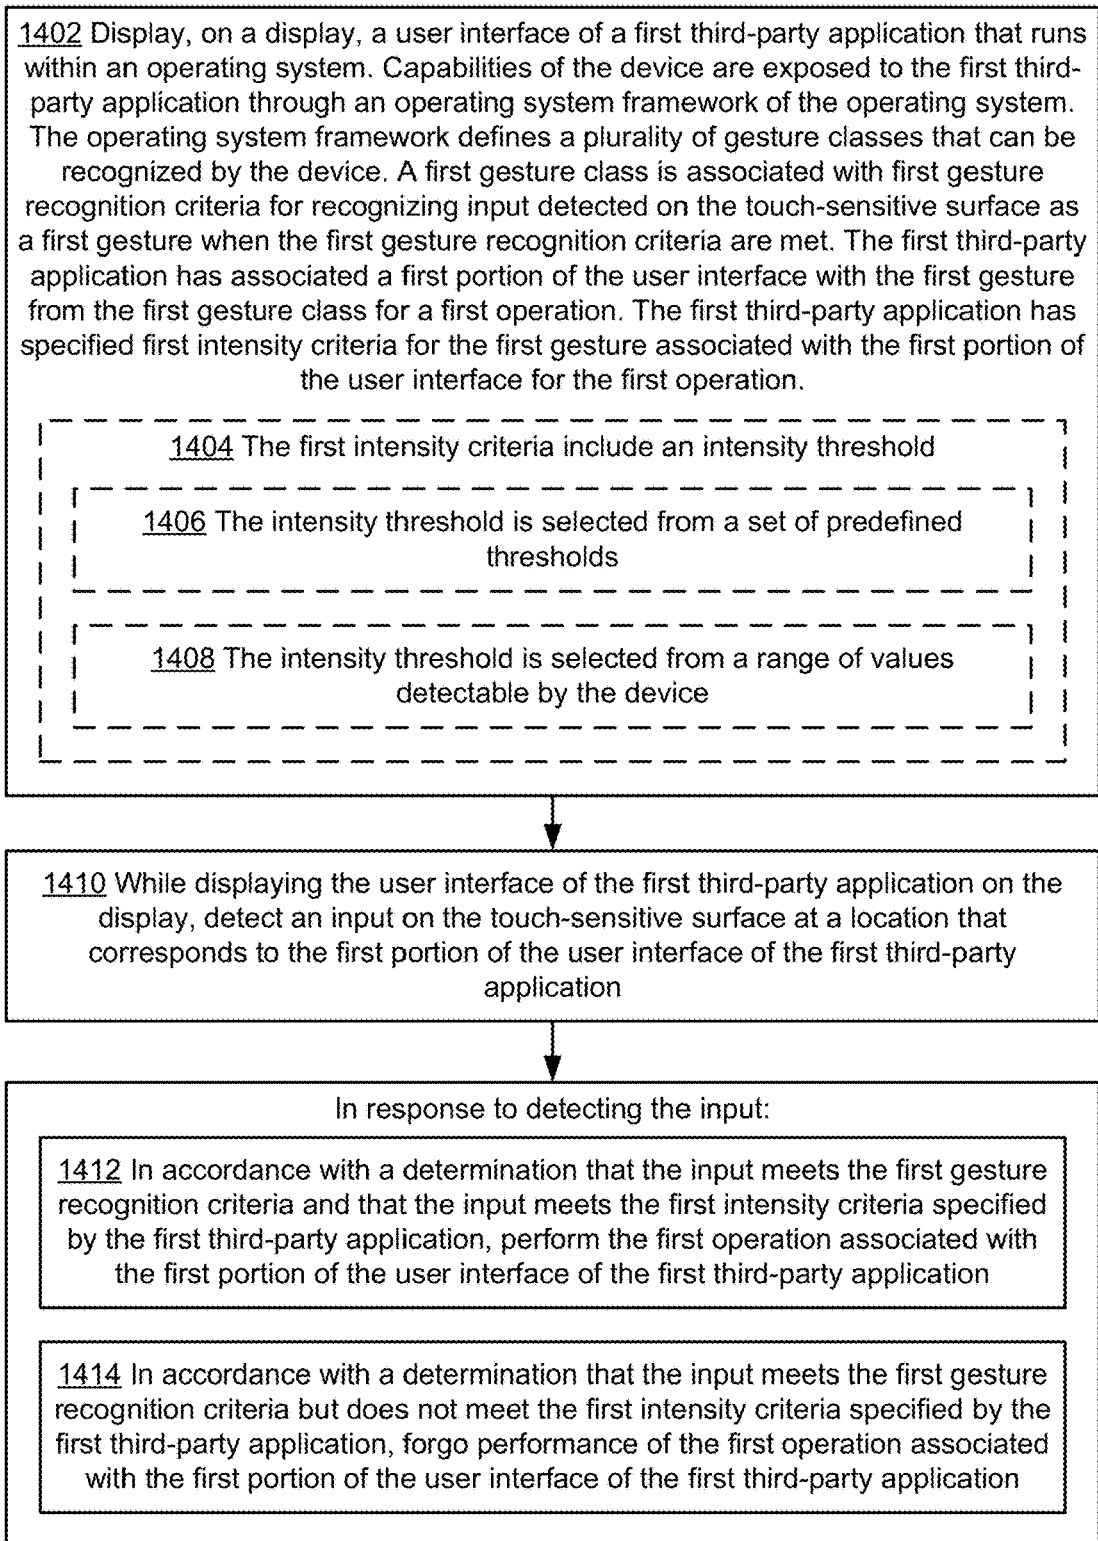 1402 Display, on a display, a user interface of a first third-party application that runs
within an operating system. Capabilities of the device are exposed to the first third-
party application through an operating system framework of the operating system.
The operating system framework defines a plurality of gesture classes that can be
recognized by the device. A first gesture class is associated with first gesture
recognition criteria for recognizing input detected on the touch-sensitive surface as
a first gesture when the first gesture recognition criteria are met. The first third-party
application has associated a first portion of the user interface with the first gesture
from the first gesture class for a first operation. The first third-party application has
specified first intensity criteria for the first gesture associated with the first portion of
the user interface for the first operation.
1404 The first intensity criteria include an intensity threshold
1406 The intensity threshold is selected from a set of predefined
thresholds
1408 The intensity threshold is selected from a range of values
detectable by the device
1410 While displaying the user interface of the first third-party application on the
display, detect an input on the touch-sensitive surface at a location that
corresponds to the first portion of the user interface of the first third-party
application
In response to detecting the input:
1412 In accordance with a determination that the input meets the first gesture
recognition criteria and that the input meets the first intensity criteria specified
by the first third-party application, perform the first operation associated with
the first portion of the user interface of the first third-party application
1414 In accordance with a determination that the input meets the first gesture
recognition criteria but does not meet the first intensity criteria specified by the
first third-party application, forgo performance of the first operation associated
with the first portion of the user interface of the first third-party application